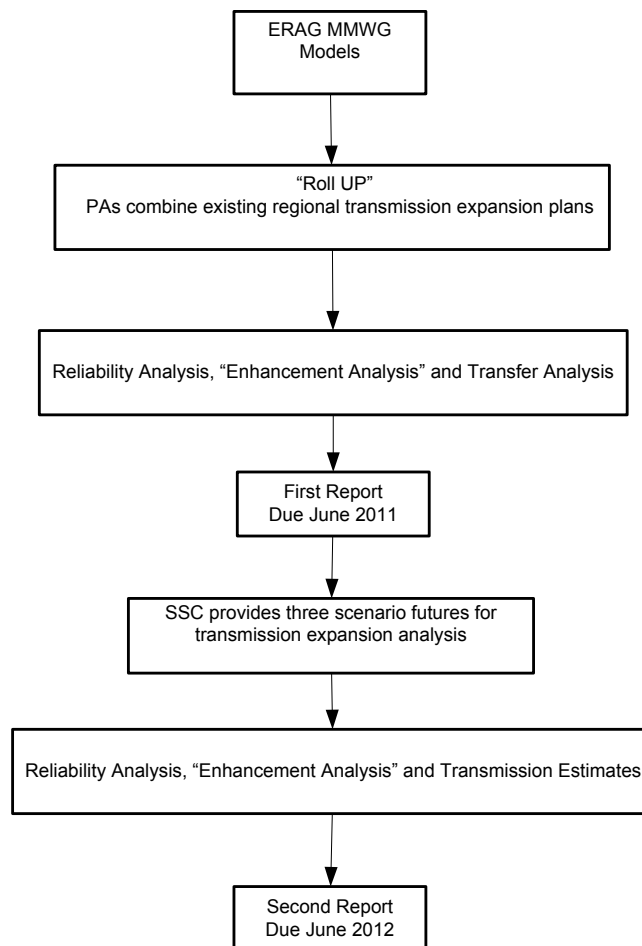 ERAG MMWG
Models
“Roll UP”
PAs combine existing regional transmission expansion plans
Reliability Analysis, “Enhancement Analysis” and Transfer Analysis
First Report
Due June 2011
SSC provides three scenario futures for
transmission expansion analysis
Reliability Analysis, “Enhancement Analysis” and Transmission Estimates
Second Report
Due June 2012